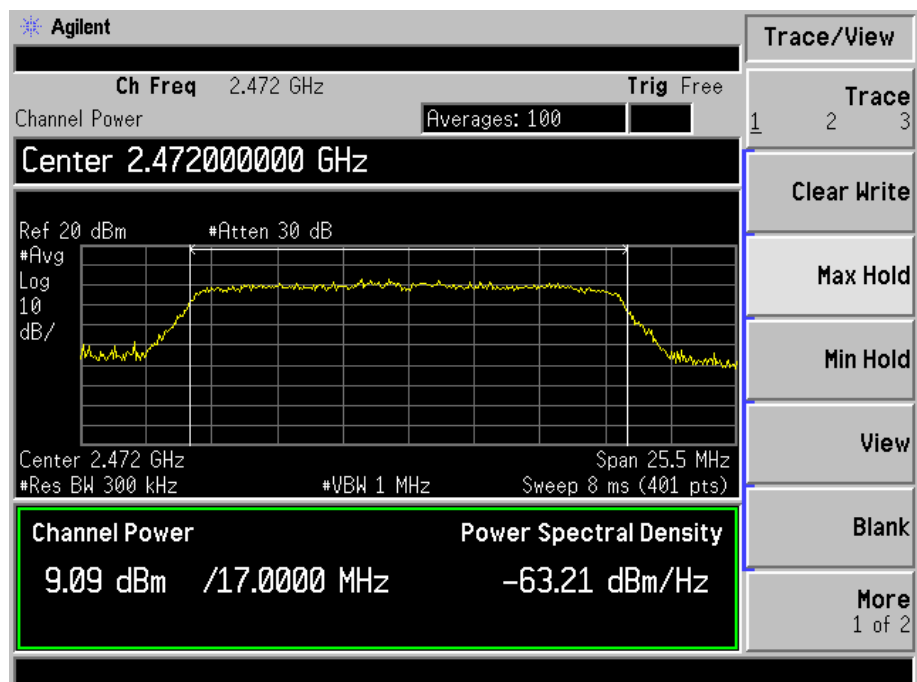 Agilent
Trace/View
Ch Freq 2.472 GHz Trig Free
Channel Power Averages: 100
Center 2.472000000 GHz
Ref 20 dBm #Atten 30 dB
#Avg
Log
10
dB/
Center 2.472 GHz Span 25.5 MHz
#Res BW 300 kHz #VBW 1 MHz Sweep 8 ms (401 pts)
Channel Power Power Spectral Density
9.09 dBm /17.0000 MHz -63.21 dBm/Hz
Trace
1 2 3
Clear Write
Max Hold
Min Hold
View
Blank
More
1 of 2